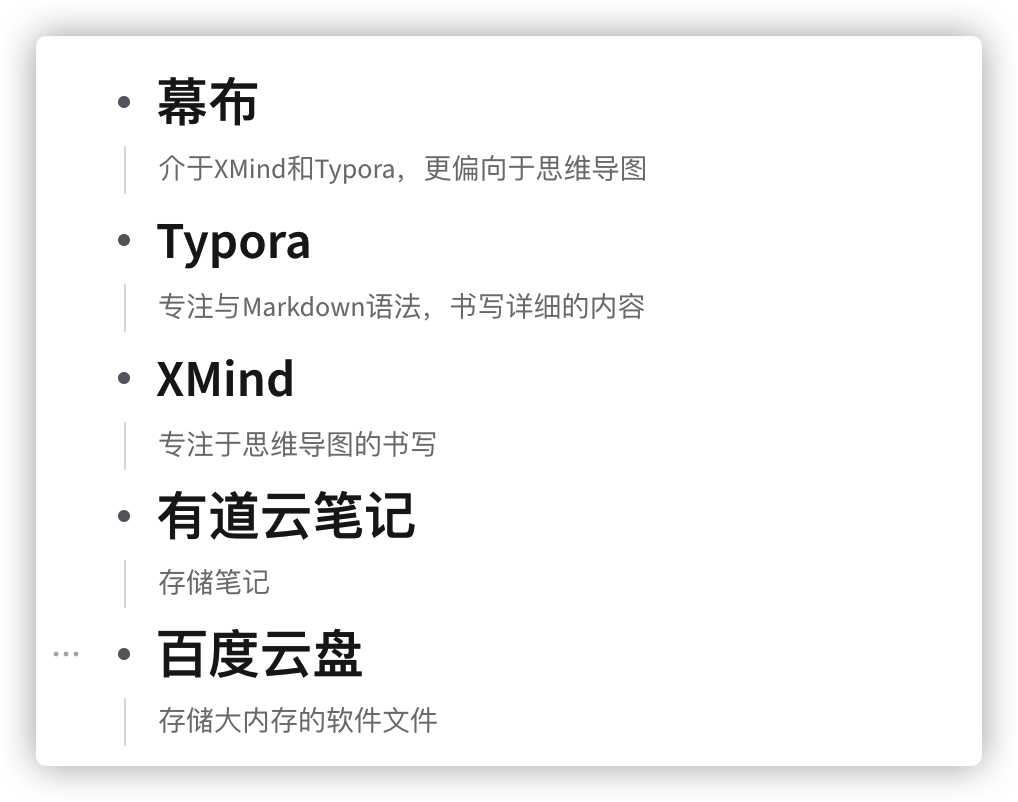 幕布
介于XMind和Typora，更偏向于思维导图
Typora
专注与Markdown语法，书写详细的内容
XMind
专注于思维导图的书写
有道云笔记
存储笔记
百度云盘
存储大内存的软件文件